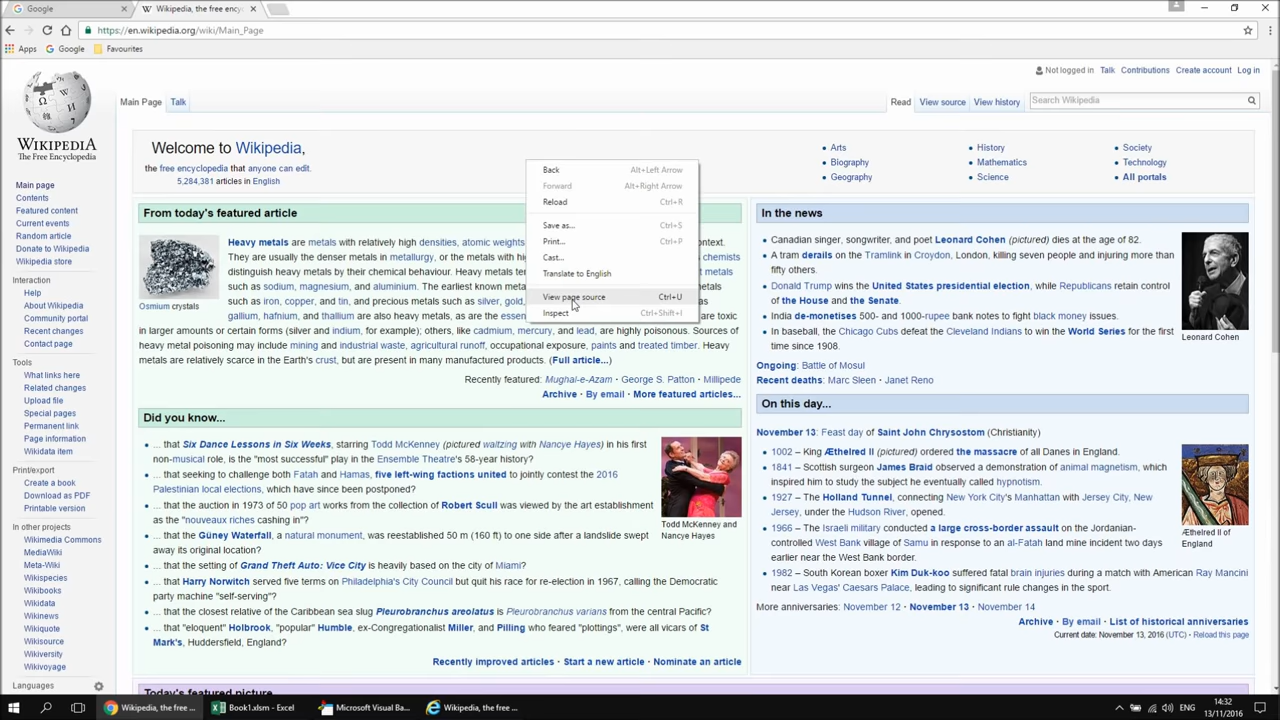 Google
Wikipedia, the free ency
https://en.wikipedia.org/wiki/Main_Page
Apps
Google
Favourites
Not logged in
Talk
Contributions
Create account
Log in
Main Page
Talk
Read
View source
View history
Search Wikipedia
WIKIPEDIA
The Free Encyclopedia
Main page
Contents
Featured content
Current events
Random article
Donate to Wikipedia
Wikipedia store
Interaction
Help
About Wikipedia
Community portal
Recent changes
Contact page
Tools
What links here
Related changes
Upload file
Special pages
Permanent link
Page information
Wikidata item
Print/export
Create a book
Download as PDF
Printable version
In other projects
Wikimedia Commons
MediaWiki
Meta-Wiki
Wikispecies
Wikibooks
Wikidata
Wikinews
Wikiquote
Wikisource
Wikiversity
Wikivoyage
Languages
Welcome to Wikipedia,
the free encyclopedia that anyone can edit.
5,284,381 articles in English
Arts
Biography
Geography
History
Mathematics
Science
Society
Technology
All portals
Back Alt+Left Arrow
Forward Alt+Right Arrow
Reload Ctrl+R
Save as... Ctrl+S
Print... Ctrl+P
Cast...
Translate to English
View page source Ctrl+U
Inspect Ctrl+Shift+I
From today's featured article
Osmium crystals
Heavy metals are metals with relatively high densities, atomic weights ontext.
They are usually the denser metals in metallurgy, or the metals with hi chemists
distinguish heavy metals by their chemical behaviour. Heavy metals metals
such as sodium, magnesium, and aluminium. The earliest known met
as iron, copper, and tin, and precious metals such as silver, gold,
gallium, hafnium, and thallium are also heavy metals, as are the essen are toxic
in larger amounts or certain forms (silver and indium, for example); others, like cadmium, mercury, and lead, are highly poisonous. Sources
of heavy metal poisoning may include mining and industrial waste, agricultural runoff, occupational exposure, paints and treated timber. Heavy
metals are relatively scarce in the Earth's crust, but are present in many manufactured products. (Full article...)
Recently featured: Mughal-e-Azam · George S. Patton · Millipede
Archive · By email · More featured articles...
Did you know...
... that Six Dance Lessons in Six Weeks, starring Todd McKenney (pictured waltzing with Nancye Hayes) in his first
non-musical role, is the "most successful" play in the Ensemble Theatre's 58-year history?
... that seeking to challenge both Fatah and Hamas, five left-wing factions united to jointly contest the 2016
Palestinian local elections, which have since been postponed?
... that the auction in 1973 of 50 pop art works from the collection of Robert Scull was viewed by the art establishment
as the "nouveaux riches cashing in"?
... that the Güney Waterfall, a natural monument, was reestablished 50 m (160 ft) to one side after a landslide swept
away its original location?
... that the setting of Grand Theft Auto: Vice City is heavily based on the city of Miami?
... that Harry Norwitch served five terms on Philadelphia's City Council but quit his race for re-election in 1967, calling the Democratic
party machine "self-serving"?
... that the closest relative of the Caribbean sea slug Pleurobranchus areolatus is Pleurobranchus varians from the central Pacific?
... that "eloquent" Holbrook, "popular" Humble, ex-Congregationalist Miller, and Pilling who feared "plottings", were all vicars of St
Mark's, Huddersfield, England?
Todd McKenney and
Nancye Hayes
Recently improved articles · Start a new article · Nominate an article
Today's featured picture
In the news
Canadian singer, songwriter, and poet Leonard Cohen (pictured) dies at the age of 82.
A tram derails on the Tramlink in Croydon, London, killing seven people and injuring more than
fifty others.
Donald Trump wins the United States presidential election, while Republicans retain control
of the House and the Senate.
India demonetises 500- and 1000-rupee bank notes to fight black money issues.
In baseball, the Chicago Cubs defeat the Cleveland Indians to win the World Series for the first
time since 1908.
Leonard Cohen
Ongoing: Battle of Mosul
Recent deaths: Marc Sleen · Janet Reno
On this day...
November 13: Feast day of Saint John Chrysostom (Christianity)
1002 – King Æthelred II (pictured) ordered the massacre of all Danes in England.
1841 – Scottish surgeon James Braid observed a demonstration of animal magnetism, which
inspired him to study the subject he eventually called hypnotism.
1927 – The Holland Tunnel, connecting New York City's Manhattan with Jersey City, New
Jersey, under the Hudson River, opened.
1966 – The Israeli military conducted a large cross-border assault on the Jordanian-
controlled West Bank village of Samu in response to an al-Fatah land mine incident two days
earlier near the West Bank border.
1982 – South Korean boxer Kim Duk-koo suffered fatal brain injuries during a match with American Ray Mancini
near Las Vegas' Caesars Palace, leading to significant rule changes in the sport.
Æthelred II of
England
More anniversaries: November 12 · November 13 · November 14
Archive · By email · List of historical anniversaries
Current date: November 13, 2016 (UTC) · Reload this page
Wikipedia, the free ...
Book1.xlsm - Excel
Microsoft Visual Ba...
Wikipedia, the free ...
ENG
14:32
13/11/2016